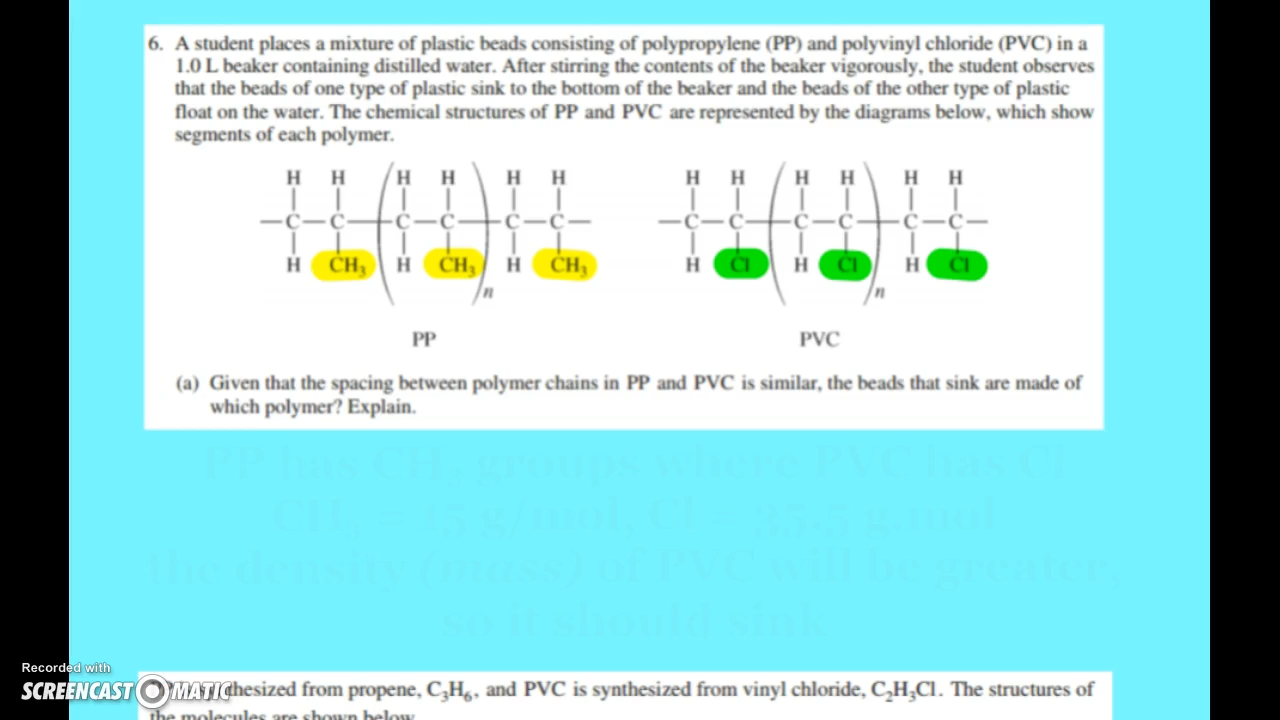 6. A student places a mixture of plastic beads consisting of polypropylene (PP) and polyvinyl chloride (PVC) in a
1.0 L beaker containing distilled water. After stirring the contents of the beaker vigorously, the student observes
that the beads of one type of plastic sink to the bottom of the beaker and the beads of the other type of plastic
float on the water. The chemical structures of PP and PVC are represented by the diagrams below, which show
segments of each polymer.
H H H H H H H H H H H H
C C C C C C C C C C C C
H CH₃ H CH₃ H CH₃ H Cl H Cl H Cl
n n
PP PVC
(a) Given that the spacing between polymer chains in PP and PVC is similar, the beads that sink are made of
which polymer? Explain.
PP has CH₃ groups where PVC has Cl
CH₃ = 15 g/mol, Cl = 35.5 g/mol
the density (mass) of PVC will be greater,
so it should sink
Recorded with
SCREENCAST MATIC
from propene, C₃H₆, and PVC is synthesized from vinyl chloride, C₂H₃Cl. The structures of
the molecules are shown below.